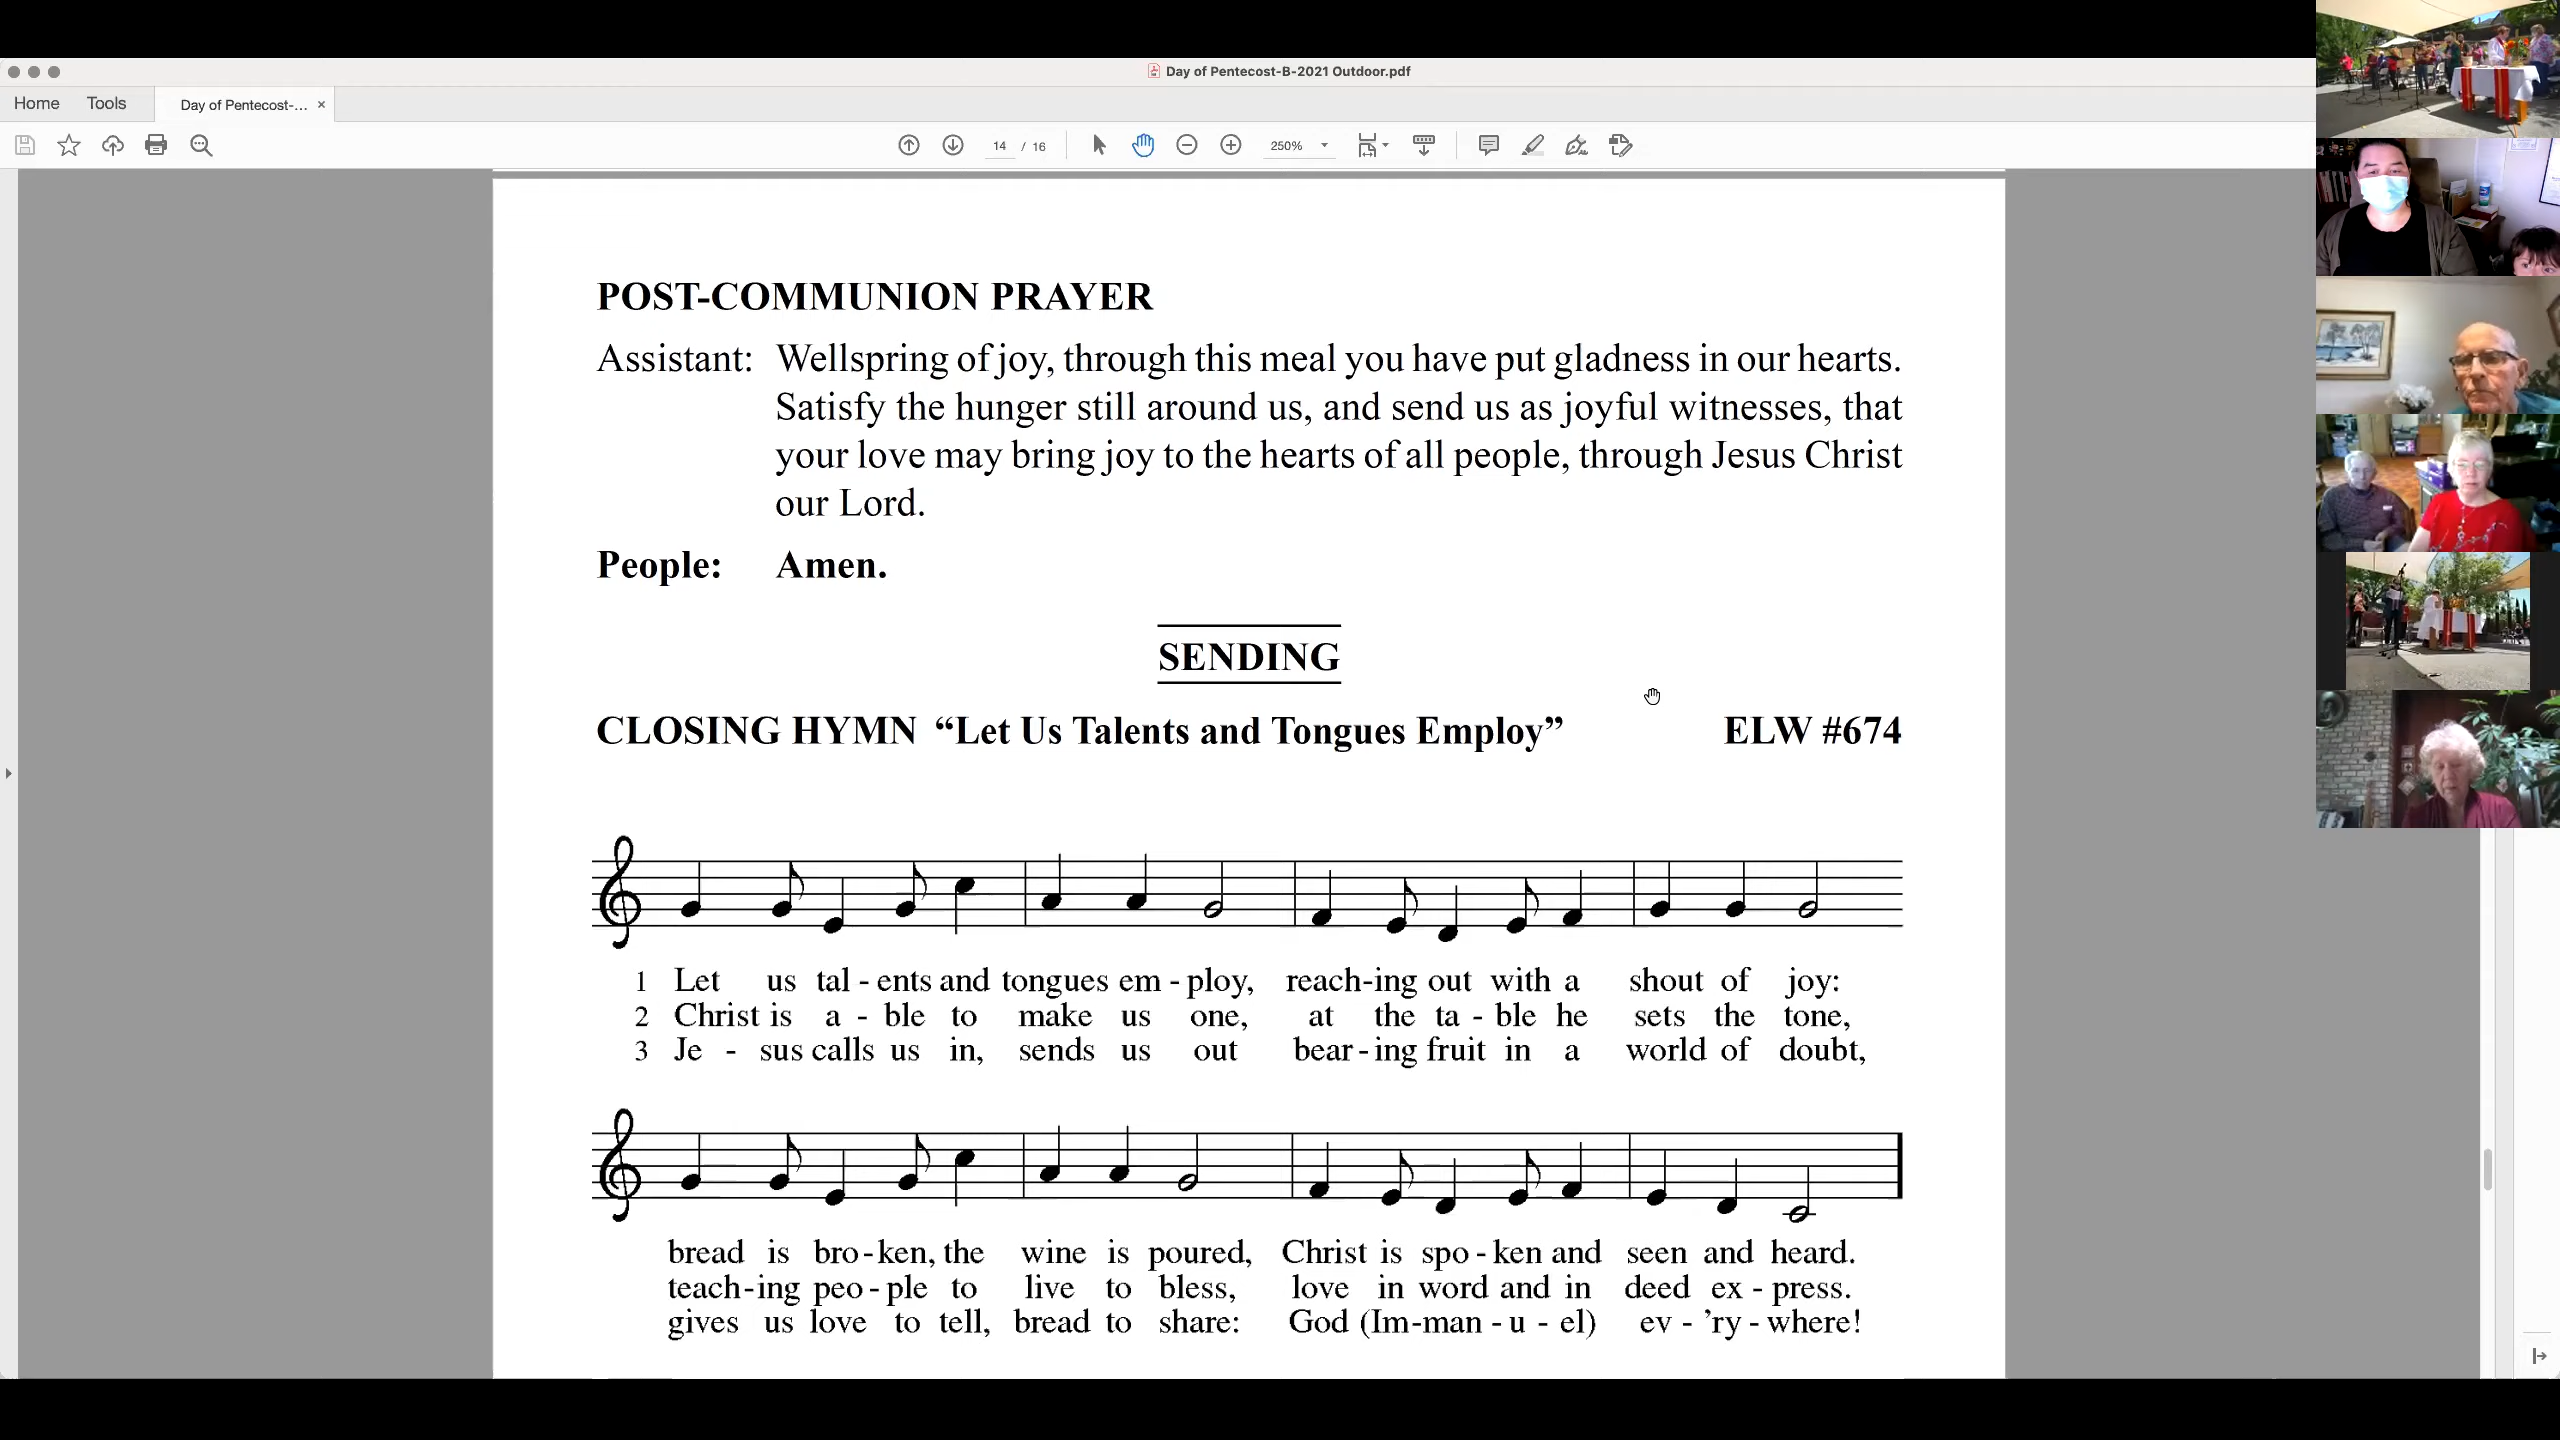 Day of Pentecost-B-2021 Outdoor.pdf
Home Tools Day of Pentecost-... ×
14 / 16 250%
POST-COMMUNION PRAYER
Assistant: Wellspring of joy, through this meal you have put gladness in our hearts.
Satisfy the hunger still around us, and send us as joyful witnesses, that
your love may bring joy to the hearts of all people, through Jesus Christ
our Lord.
People: Amen.
SENDING
CLOSING HYMN “Let Us Talents and Tongues Employ” ELW #674
1 Let us tal - ents and tongues em - ploy, reach-ing out with a shout of joy:
2 Christ is a - ble to make us one, at the ta - ble he sets the tone,
3 Je - sus calls us in, sends us out bear-ing fruit in a world of doubt,
bread is bro-ken, the wine is poured, Christ is spo - ken and seen and heard.
teach-ing peo - ple to live to bless, love in word and in deed ex - press.
gives us love to tell, bread to share: God (Im-man - u - el) ev - ’ry - where!